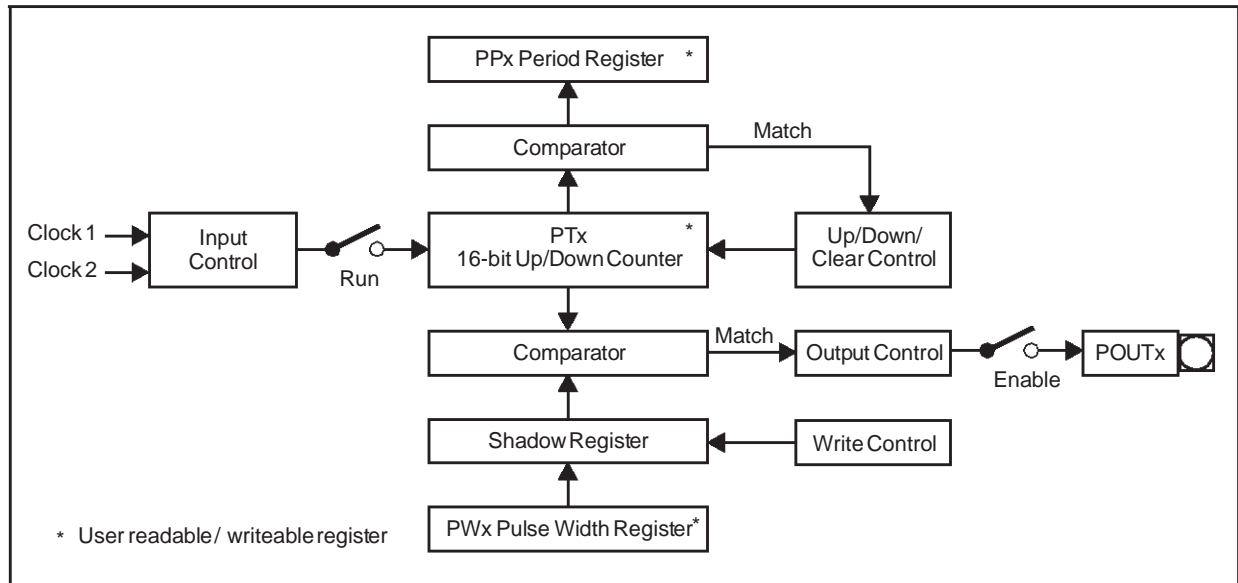 PPx Period Register *
Comparator
Match
Clock 1
Clock 2
Input
Control
Run
PTx *
16-bit Up/Down Counter
Up/Down/
Clear Control
Comparator
Match
Output Control
Enable
POUTx
Shadow Register
Write Control
PWx Pulse Width Register*
* User readable / writeable register